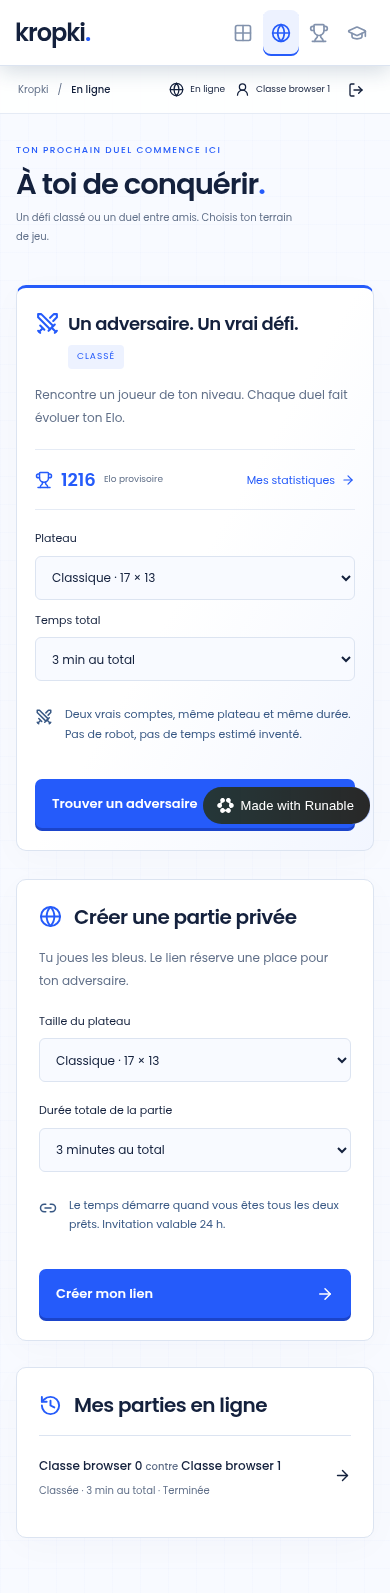 kropki.
Kropki / En ligne
En ligne
Classe browser 1
TON PROCHAIN DUEL COMMENCE ICI
À toi de conquérir.
Un défi classé ou un duel entre amis. Choisis ton terrain
de jeu.
Un adversaire. Un vrai défi.
CLASSÉ
Rencontre un joueur de ton niveau. Chaque duel fait
évoluer ton Elo.
1216 Elo provisoire
Mes statistiques
Plateau
Classique · 17 × 13
Temps total
3 min au total
Deux vrais comptes, même plateau et même durée.
Pas de robot, pas de temps estimé inventé.
Trouver un adversaire
Made with Runable
Créer une partie privée
Tu joues les bleus. Le lien réserve une place pour
ton adversaire.
Taille du plateau
Classique · 17 × 13
Durée totale de la partie
3 minutes au total
Le temps démarre quand vous êtes tous les deux
prêts. Invitation valable 24 h.
Créer mon lien
Mes parties en ligne
Classe browser 0 contre Classe browser 1
Classée · 3 min au total · Terminée